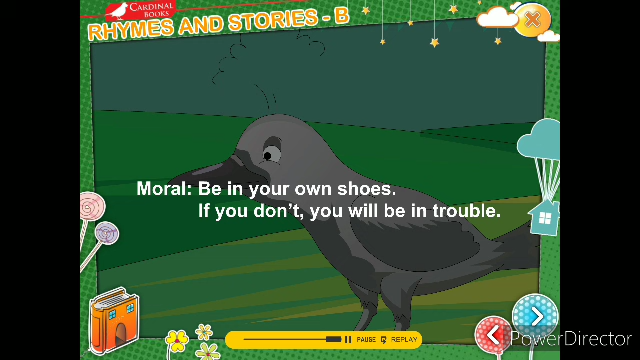 CARDINAL
BOOKS
RHYMES AND STORIES - B
Moral: Be in your own shoes.
If you don't, you will be in trouble.
PAUSE REPLAY
PowerDirector